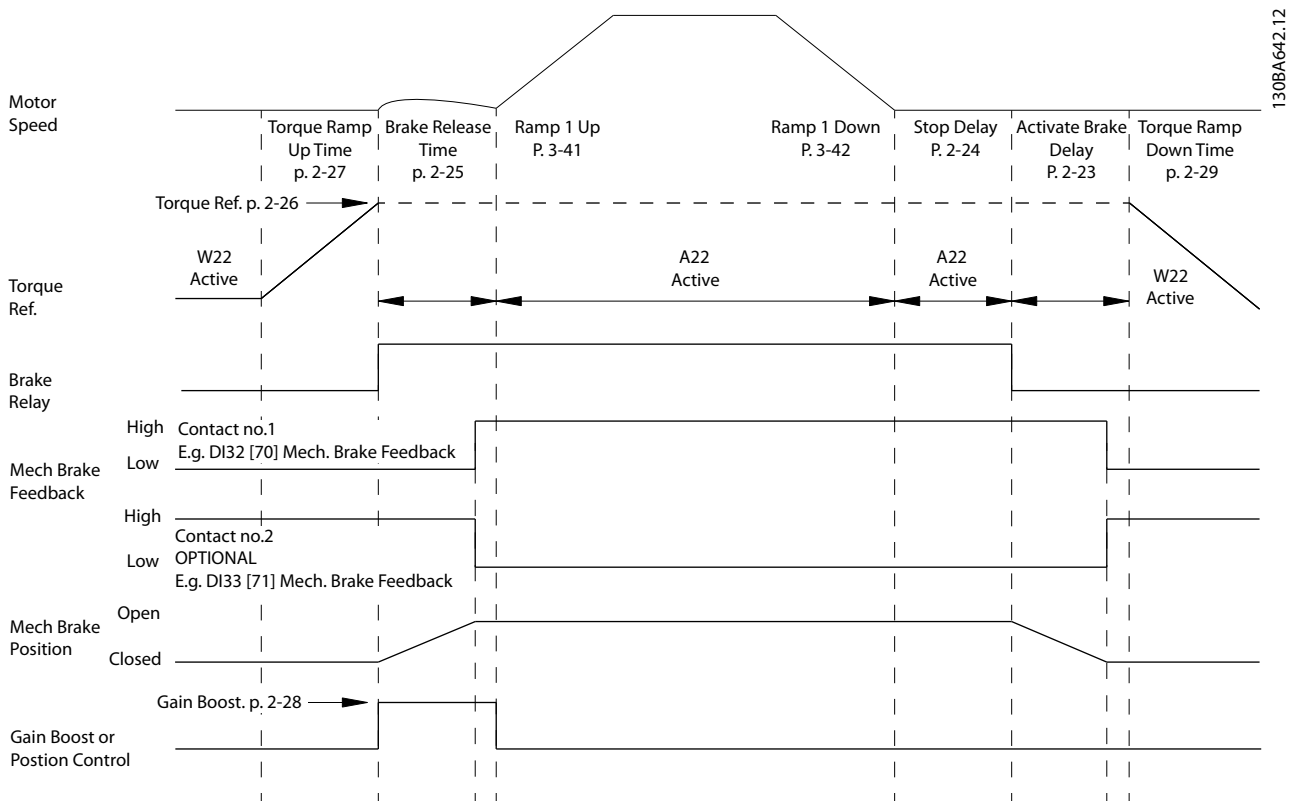 130BA642.12
Motor
Speed
Torque Ramp
Up Time
p. 2-27
Brake Release
Time
p. 2-25
Ramp 1 Up
P. 3-41
Ramp 1 Down
P. 3-42
Stop Delay
P. 2-24
Activate Brake
Delay
P. 2-23
Torque Ramp
Down Time
p. 2-29
Torque Ref. p. 2-26
W22
Active
A22
Active
A22
Active
W22
Active
Torque
Ref.
Brake
Relay
High
Contact no.1
E.g. DI32 [70] Mech. Brake Feedback
Low
Mech Brake
Feedback
High
Contact no.2
Low
OPTIONAL
E.g. DI33 [71] Mech. Brake Feedback
Open
Mech Brake
Position
Closed
Gain Boost. p. 2-28
Gain Boost or
Postion Control